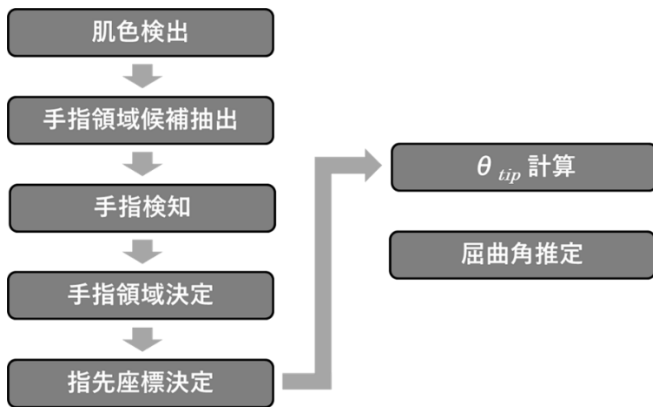 肌色検出
手指領域候補抽出
手指検知
手指領域決定
指先座標決定
θ tip 計算
屈曲角推定